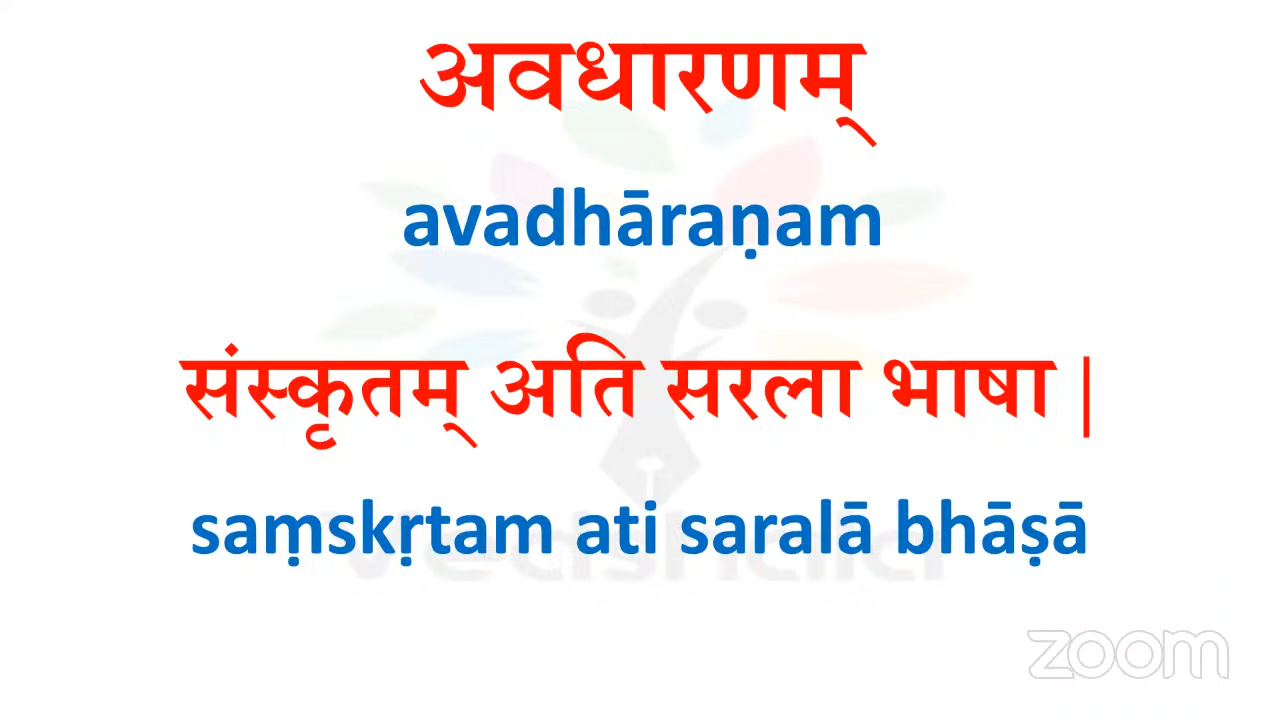 अवधारणम्
avadhāraṇam
संस्कृतम् अति सरला भाषा |
saṃskṛtam ati saralā bhāṣā
zoom